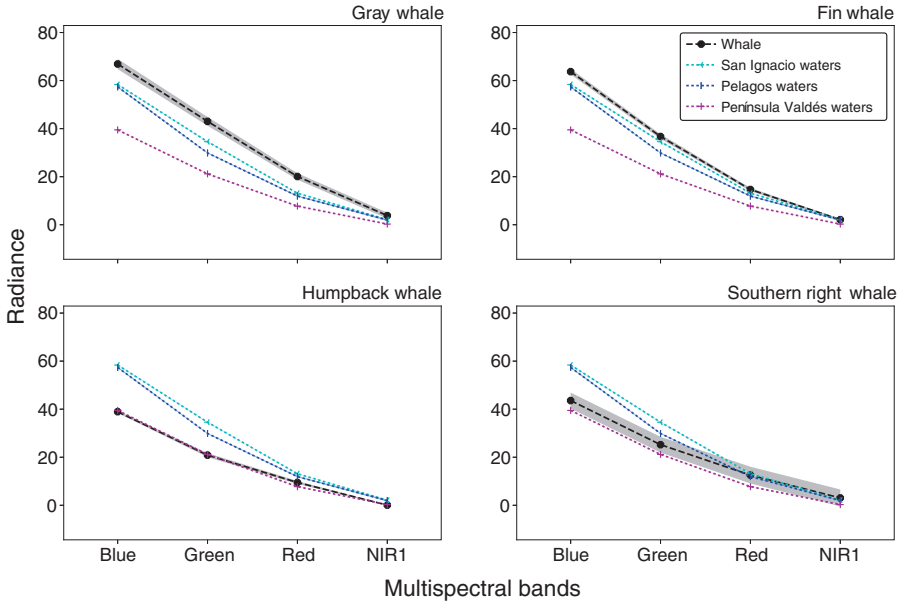 Gray whale
Fin whale
80
60
40
20
0
80
60
40
20
0
Whale
San Ignacio waters
Pelagos waters
Península Valdés waters
Radiance
Humpback whale
Southern right whale
80
60
40
20
0
80
60
40
20
0
Blue Green Red NIR1
Blue Green Red NIR1
Multispectral bands